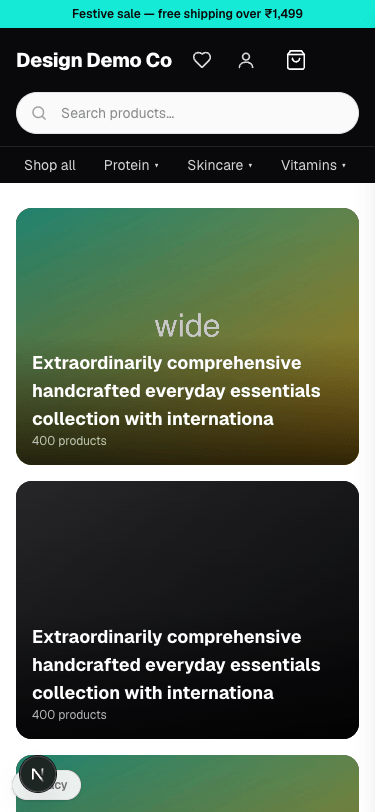 Festive sale — free shipping over ₹1,499
Design Demo Co
Search products...
Shop all Protein Skincare Vitamins
wide
Extraordinarily comprehensive
handcrafted everyday essentials
collection with internationa
400 products
Extraordinarily comprehensive
handcrafted everyday essentials
collection with internationa
400 products
N